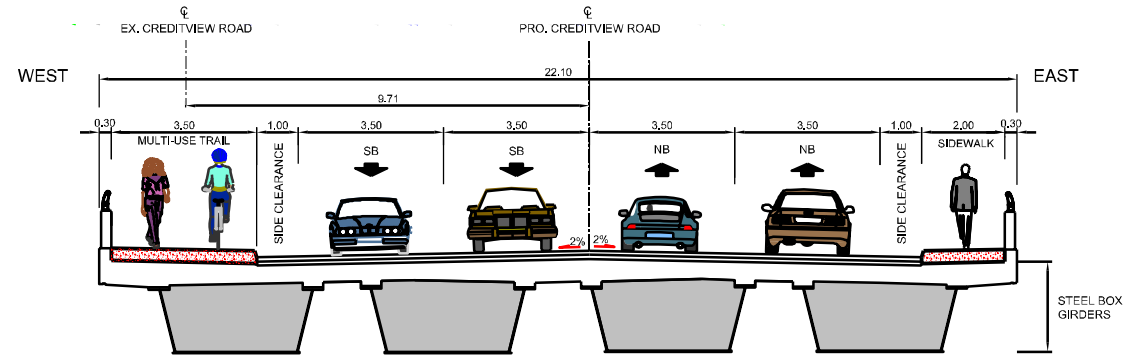 ℄
EX. CREDITVIEW ROAD
℄
PRO. CREDITVIEW ROAD
WEST
22.10
EAST
9.71
0.30
3.50
1.00
3.50
3.50
3.50
3.50
1.00
2.00
0.30
MULTI-USE TRAIL
SIDE CLEARANCE
SB
SB
NB
NB
SIDE CLEARANCE
SIDEWALK
2%
2%
STEEL BOX
GIRDERS